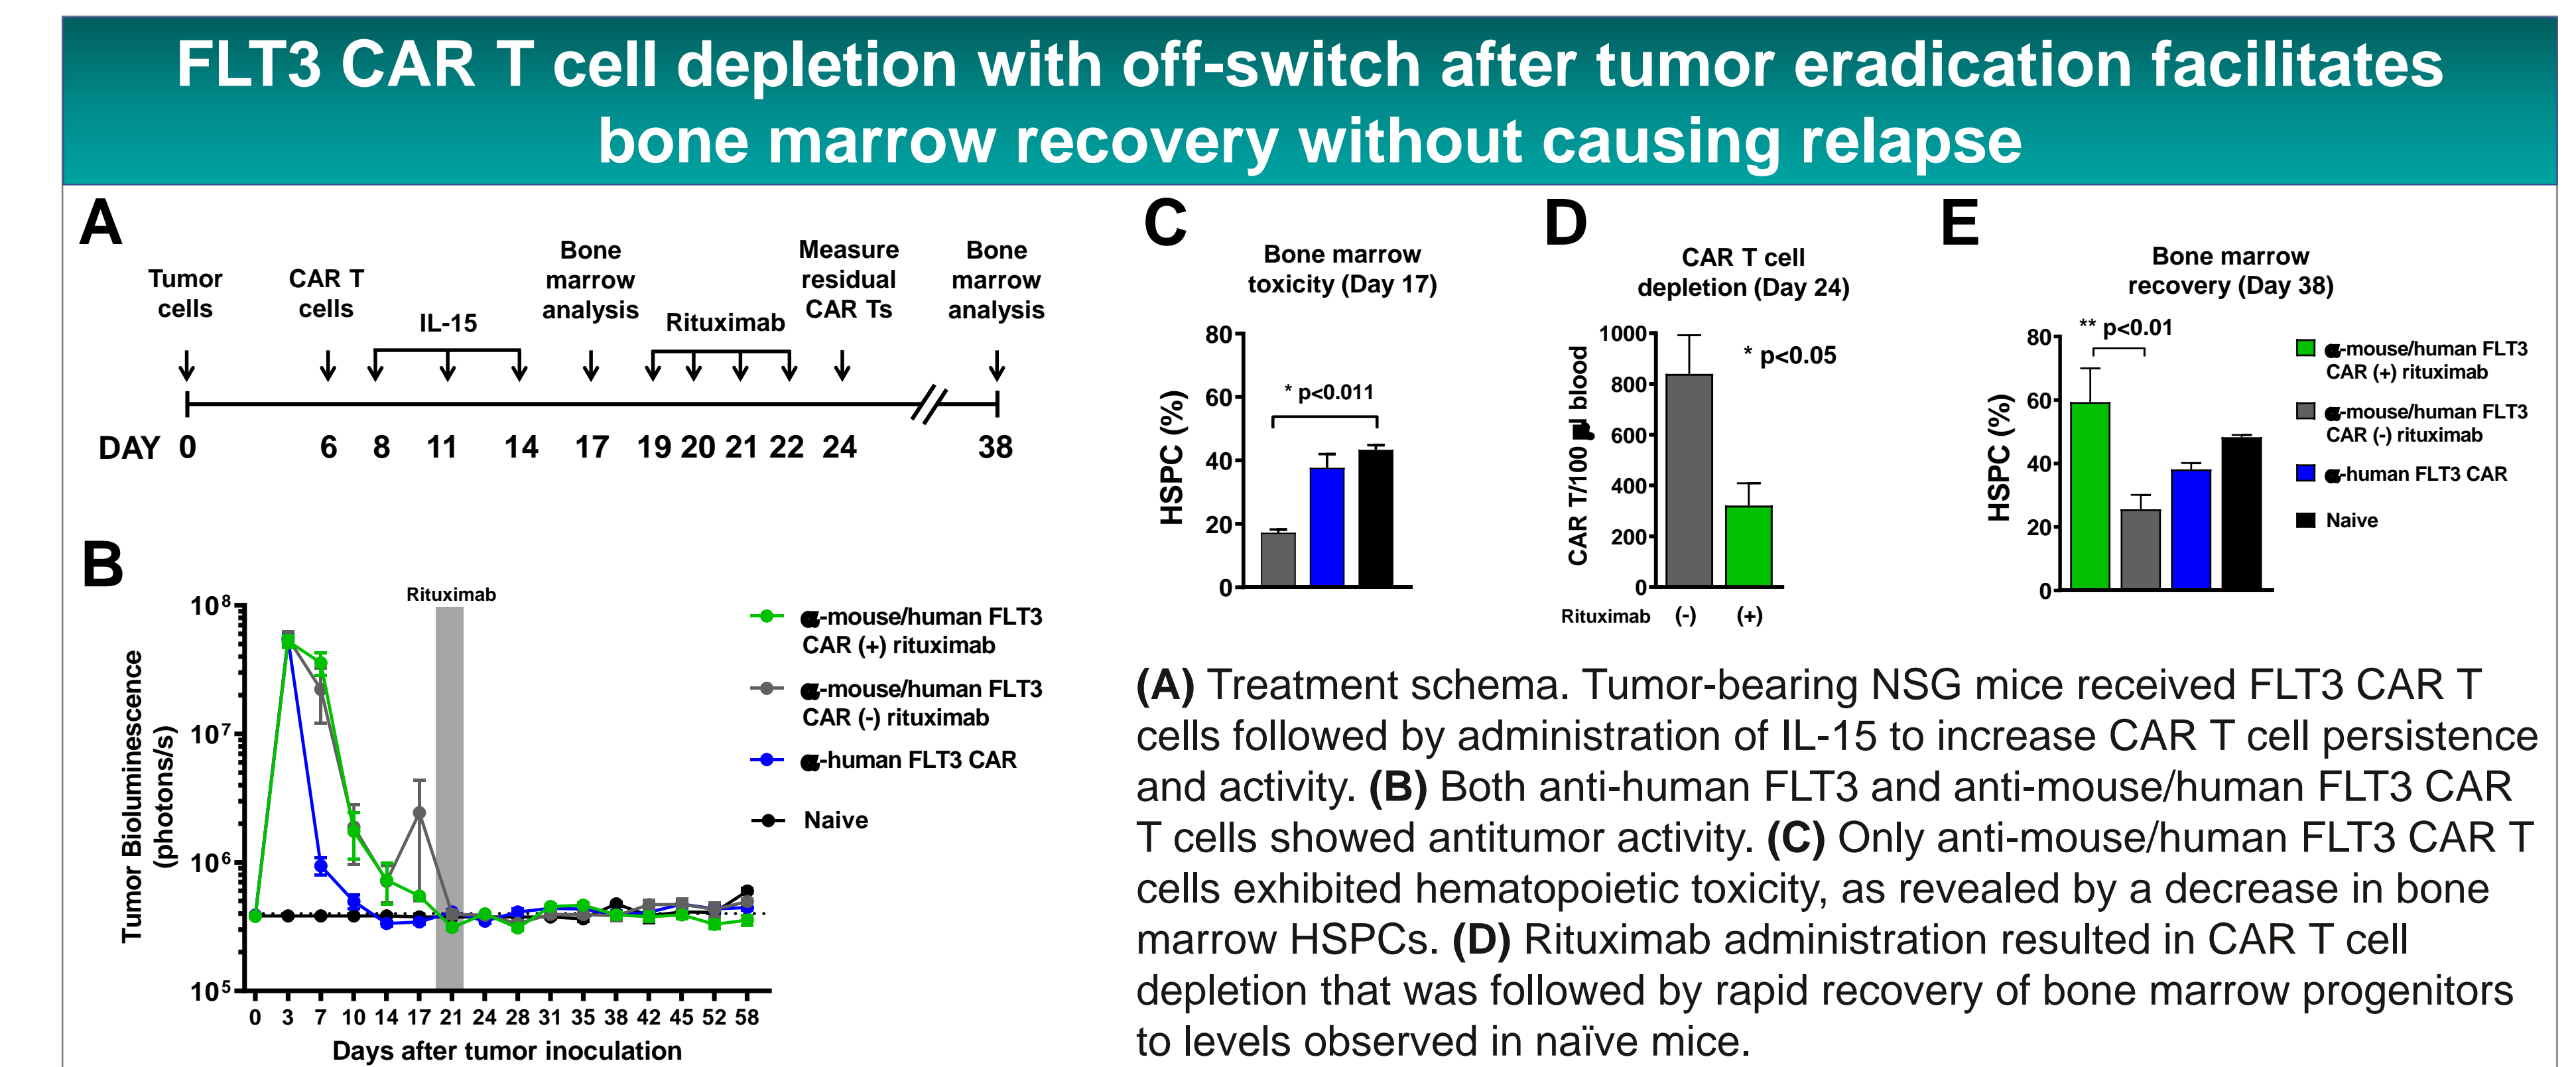 FLT3 CAR T cell depletion with off-switch after tumor eradication facilitates
bone marrow recovery without causing relapse
A
Tumor
cells
CAR T
cells
IL-15
Bone
marrow
analysis
Rituximab
Measure
residual
CAR Ts
Bone
marrow
analysis
DAY 0 6 8 11 14 17 19 20 21 22 24 38
B
Rituximab
10⁸
10⁷
10⁶
10⁵
Tumor Bioluminescence
(photons/s)
0 3 7 10 14 17 21 24 28 31 35 38 42 45 52 58
Days after tumor inoculation
α-mouse/human FLT3
CAR (+) rituximab
α-mouse/human FLT3
CAR (-) rituximab
α-human FLT3 CAR
Naive
C
Bone marrow
toxicity (Day 17)
HSPC (%)
80
60
40
20
0
* p<0.011
D
CAR T cell
depletion (Day 24)
CAR T/100 μl blood
1000
800
600
400
200
0
* p<0.05
Rituximab (-) (+)
E
Bone marrow
recovery (Day 38)
HSPC (%)
80
60
40
20
0
** p<0.01
α-mouse/human FLT3
CAR (+) rituximab
α-mouse/human FLT3
CAR (-) rituximab
α-human FLT3 CAR
Naive
(A) Treatment schema. Tumor-bearing NSG mice received FLT3 CAR T
cells followed by administration of IL-15 to increase CAR T cell persistence
and activity. (B) Both anti-human FLT3 and anti-mouse/human FLT3 CAR
T cells showed antitumor activity. (C) Only anti-mouse/human FLT3 CAR T
cells exhibited hematopoietic toxicity, as revealed by a decrease in bone
marrow HSPCs. (D) Rituximab administration resulted in CAR T cell
depletion that was followed by rapid recovery of bone marrow progenitors
to levels observed in naïve mice.